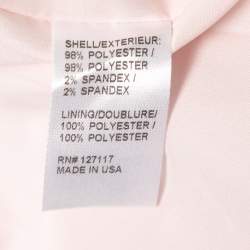 SHELL/EXTERIEUR:
98% POLYESTER/
98% POLYESTER
2% SPANDEX /
2% SPANDEX
LINING/DOUBLURE/
100% POLYESTER/
100% POLYESTER
RN# 127117
MADE IN USA